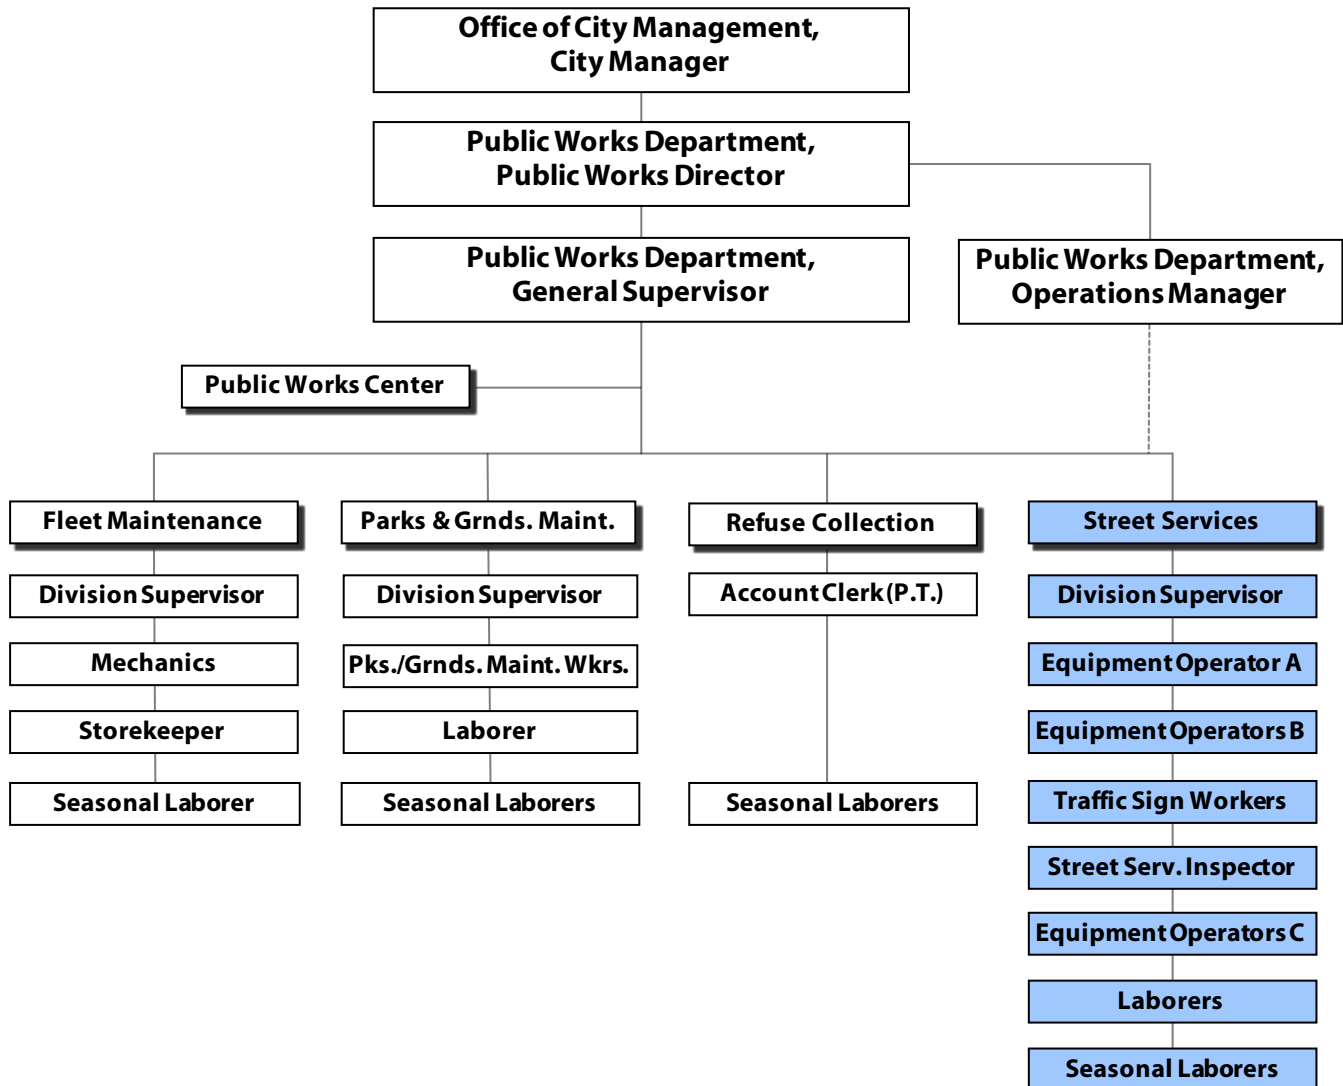 Office of City Management,
City Manager
Public Works Department,
Public Works Director
Public Works Department,
General Supervisor
Public Works Department,
Operations Manager
Public Works Center
Fleet Maintenance
Division Supervisor
Mechanics
Storekeeper
Seasonal Laborer
Parks & Grnds. Maint.
Division Supervisor
Pks./Grnds. Maint. Wkrs.
Laborer
Seasonal Laborers
Refuse Collection
Account Clerk (P.T.)
Seasonal Laborers
Street Services
Division Supervisor
Equipment Operator A
Equipment Operators B
Traffic Sign Workers
Street Serv. Inspector
Equipment Operators C
Laborers
Seasonal Laborers